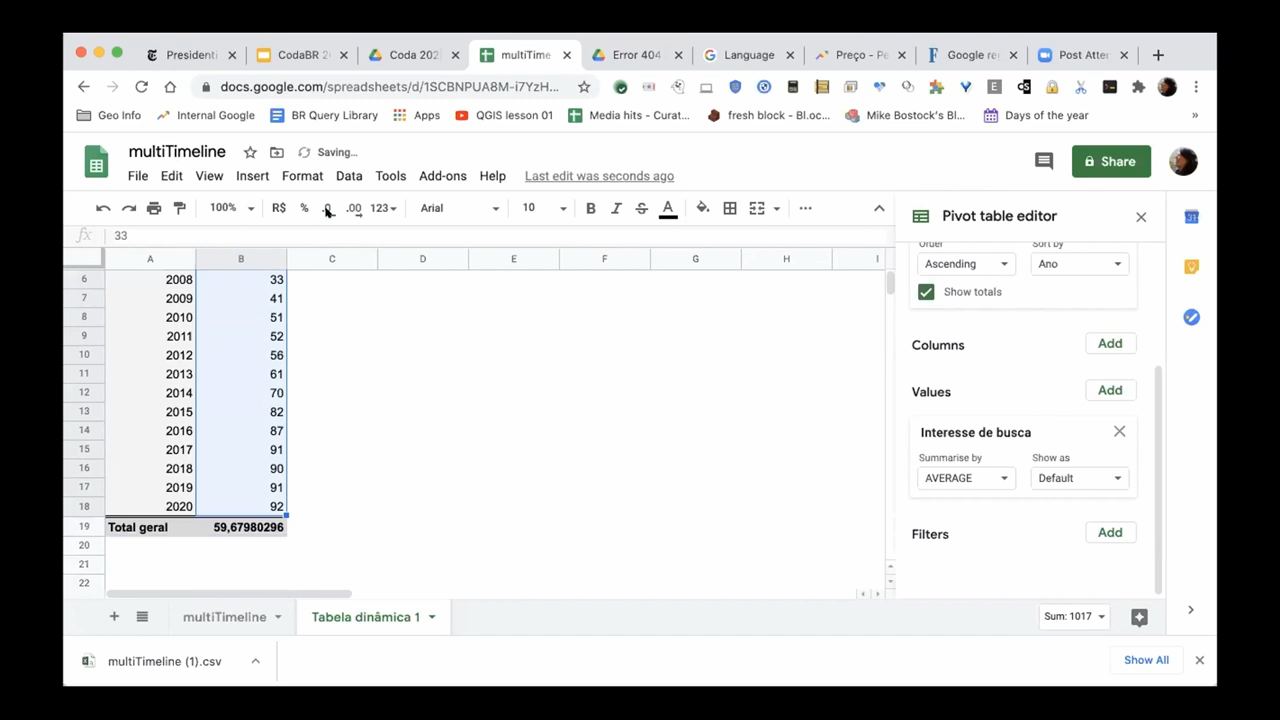 Presidenti
CodaBR 2
Coda 202
multiTime
Error 404
Language
Preço - Pe
Google re
Post Atter
docs.google.com/spreadsheets/d/1SCBNPUA8M-i7YzH...
Geo Info
Internal Google
BR Query Library
Apps
QGIS lesson 01
Media hits - Curat...
fresh block - Bl.oc...
Mike Bostock's Bl...
Days of the year
»
multiTimeline
Saving...
Share
File Edit View Insert Format Data Tools Add-ons Help Last edit was seconds ago
100% R$ % .0 .00 123 Arial 10 B I S A
Pivot table editor
fx 33
A B C D E F G H I
Order Sort by
Ascending Ano
Show totals
6 2008 33
7 2009 41
8 2010 51
9 2011 52
10 2012 56
11 2013 61
12 2014 70
13 2015 82
14 2016 87
15 2017 91
16 2018 90
17 2019 91
18 2020 92
19 Total geral 59,67980296
20
21
22
Columns Add
Values Add
Interesse de busca
Summarise by Show as
AVERAGE Default
Filters Add
multiTimeline
Tabela dinâmica 1
Sum: 1017
multiTimeline (1).csv
Show All